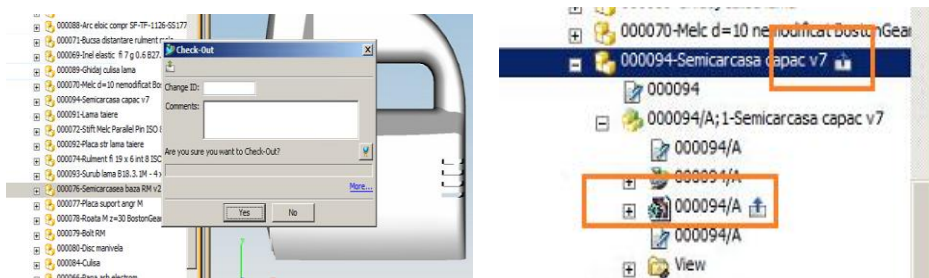 000088-Arc eloic compr SF-TF-1126-SS177
000071-Bucsa distantare rulment
000069-Inel elastic fi 7 g 0.6 B27.
000089-Ghidaj culisa lama
000070-Melc d=10 nemodificat Bo
000094-Semicarcasa capac v7
000091-Lama taiere
000072-Stift Melc Parallel Pin ISO 8
000092-Placa str lama taiere
000074-Rulment fi 19 x 6 int 8 ISC
000093-Surub lama B18.3.1M - 4 x
000076-Semicarcasea baza RM v2
000077-Placa suport angr M
000078-Roata M z=30 BostonGear
000079-Bolt RM
000080-Disc manivela
000084-Culisa
Check-Out
Change ID:
Comments:
Are you sure you want to Check-Out?
More...
Yes
No
000070-Melc d=10 nemodificat BostonGear
000094-Semicarcasa capac v7
000094
000094/A;1-Semicarcasa capac v7
000094/A
000094/A
000094/A
000094/A
View